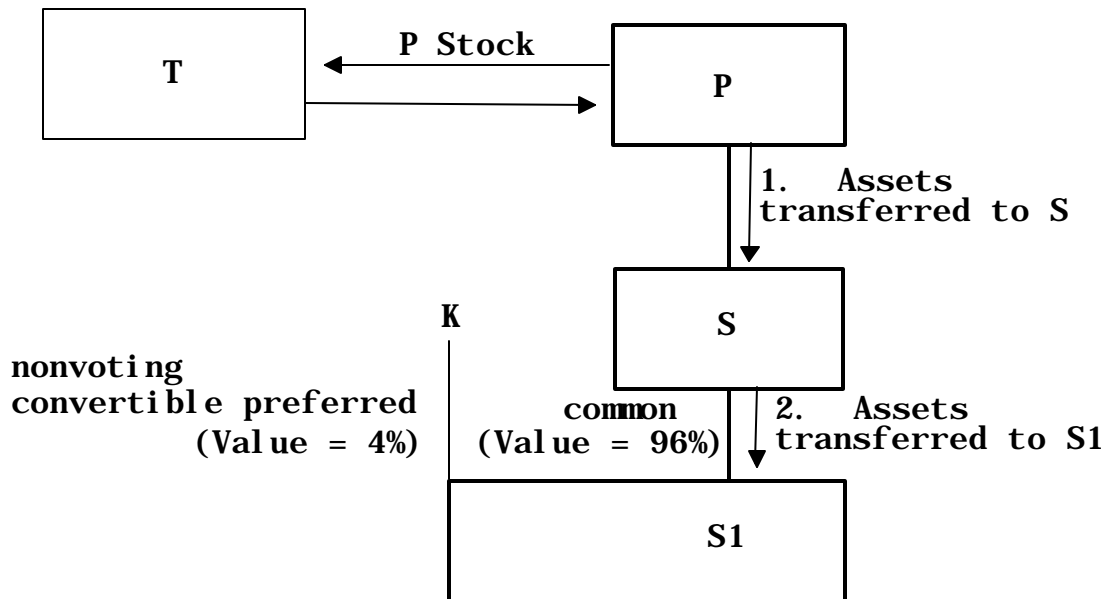 P Stock
T
P
1. Assets
transferred to S
K
S
nonvoting
convertible preferred
(Value = 4%)
common
(Value = 96%)
2. Assets
transferred to S1
S1